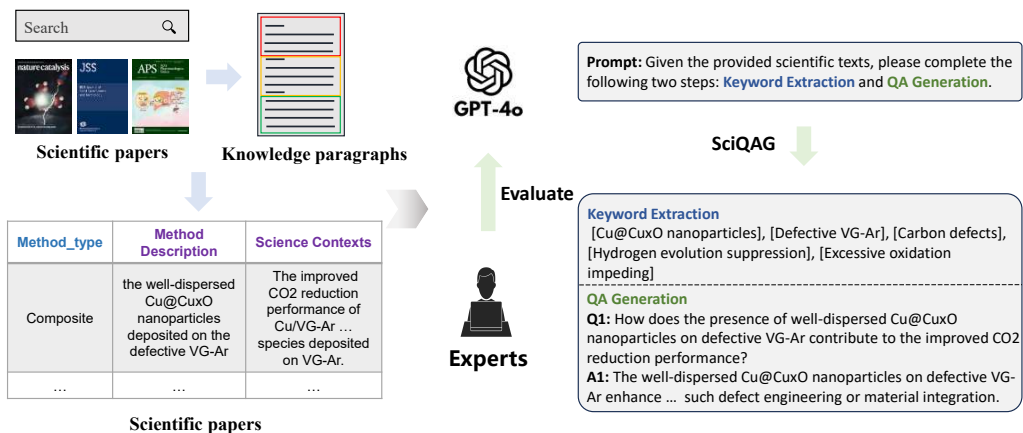 Search
nature catalysis
JSS
APS
Scientific papers
Knowledge paragraphs
Method_type
Method
Description
Science Contexts
Composite
the well-dispersed
Cu@CuxO
nanoparticles
deposited on the
defective VG-Ar
The improved
CO2 reduction
performance of
Cu/VG-Ar …
species deposited
on VG-Ar.
…
…
…
Scientific papers
GPT-4o
Evaluate
Experts
Prompt: Given the provided scientific texts, please complete the
following two steps: Keyword Extraction and QA Generation.
SciQAG
Keyword Extraction
[Cu@CuxO nanoparticles], [Defective VG-Ar], [Carbon defects],
[Hydrogen evolution suppression], [Excessive oxidation
impeding]
QA Generation
Q1: How does the presence of well-dispersed Cu@CuxO
nanoparticles on defective VG-Ar contribute to the improved CO2
reduction performance?
A1: The well-dispersed Cu@CuxO nanoparticles on defective VG-
Ar enhance … such defect engineering or material integration.